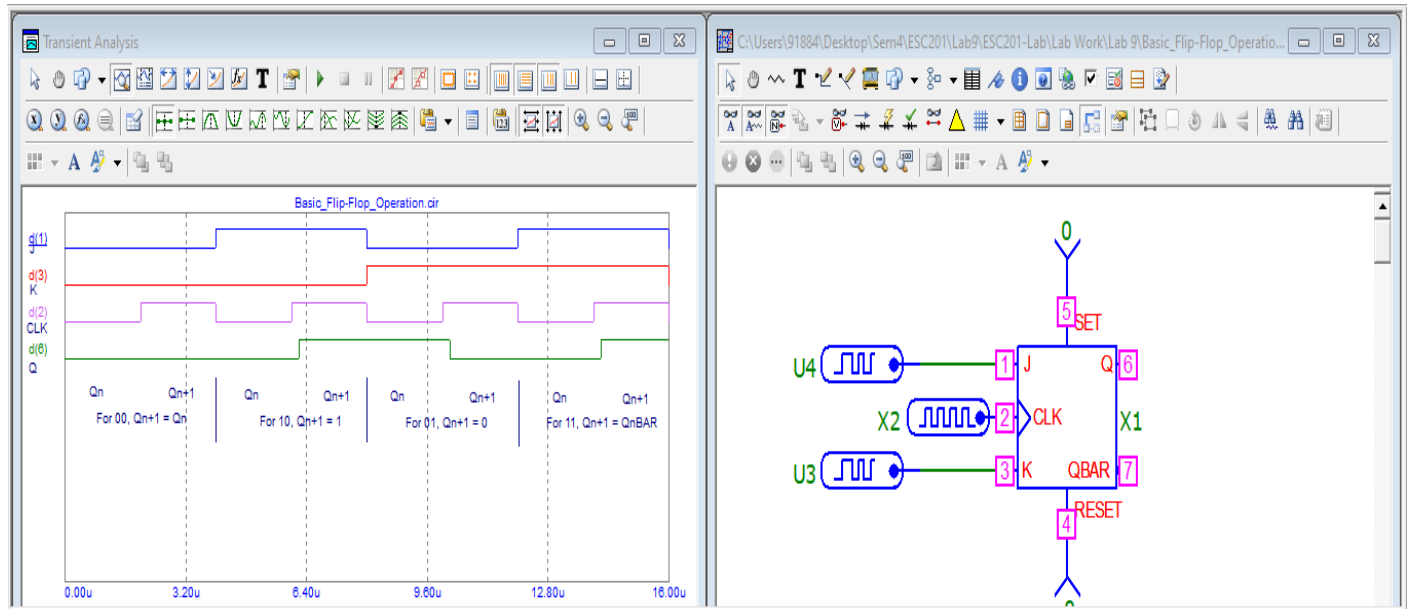 Transient Analysis
T
A
Basic_Flip-Flop_Operation.cir
d(1)
J
d(3)
K
d(2)
CLK
d(6)
Q
Qn Qn+1 Qn Qn+1 Qn Qn+1 Qn Qn+1
For 00, Qn+1 = Qn For 10, Qn+1 = 1 For 01, Qn+1 = 0 For 11, Qn+1 = QnBAR
0.00u 3.20u 6.40u 9.60u 12.80u 16.00u
C:\Users\91884\Desktop\Sem4\ESC201\Lab9\ESC201-Lab\Lab Work\Lab 9\Basic_Flip-Flop_Operatio...
T
A
0
5
SET
U4 1 J Q 6
X2 2 CLK X1
U3 3 K QBAR 7
RESET
4